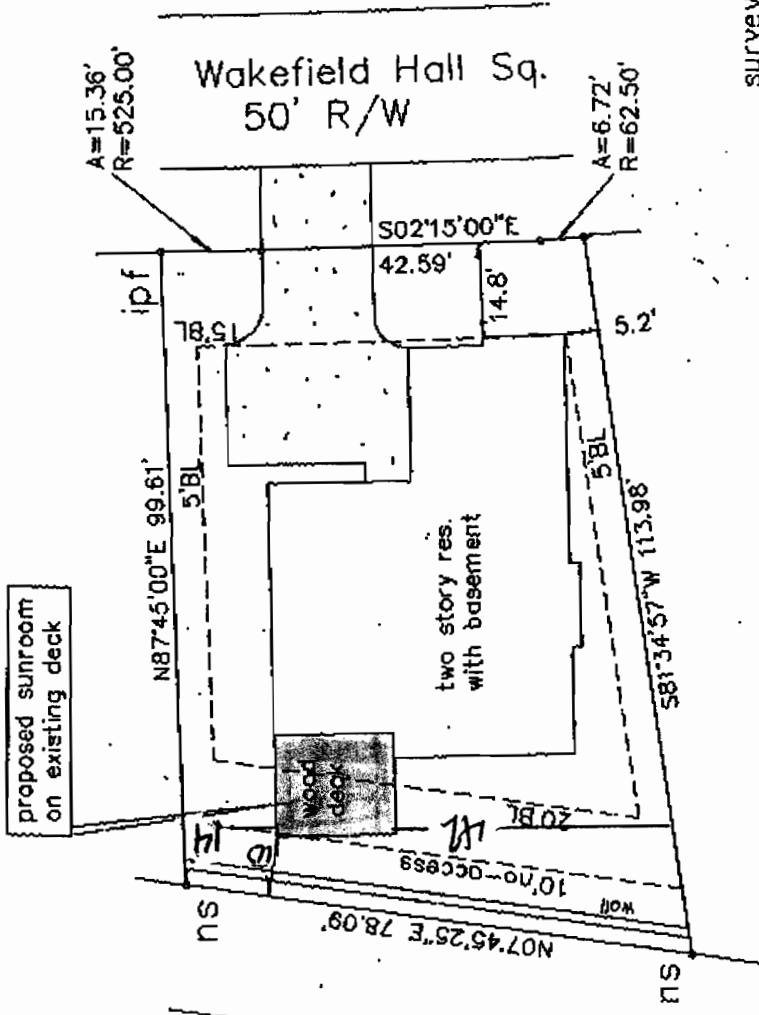 survey
A=15.36'
R=525.00'
Wakefield Hall Sq.
50' R/W
A=6.72'
R=62.50'
ipf
S02°15'00"E
42.59'
14.8'
15'BL
5.2'
N87°45'00"E 99.61'
5'BL
5'BL
two story res.
with basement
S81°34'57"W 113.98'
proposed sunroom
on existing deck
wood
deck
20'BL
14
10'no-access
wall
N07°45'25"E 78.09'
ns
ns